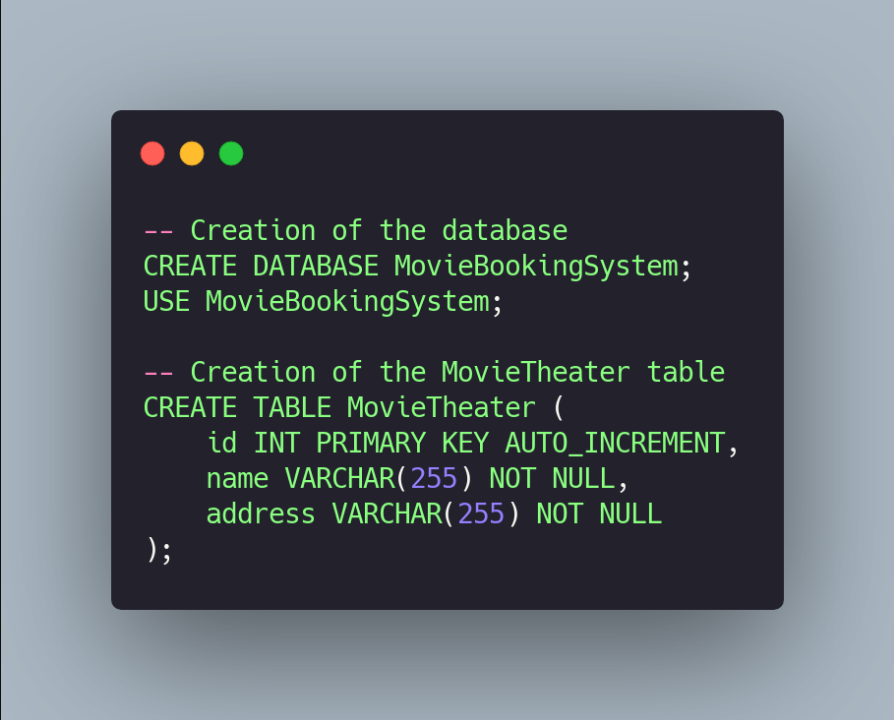 -- Creation of the database
CREATE DATABASE MovieBookingSystem;
USE MovieBookingSystem;

-- Creation of the MovieTheater table
CREATE TABLE MovieTheater (
    id INT PRIMARY KEY AUTO_INCREMENT,
    name VARCHAR(255) NOT NULL,
    address VARCHAR(255) NOT NULL
);